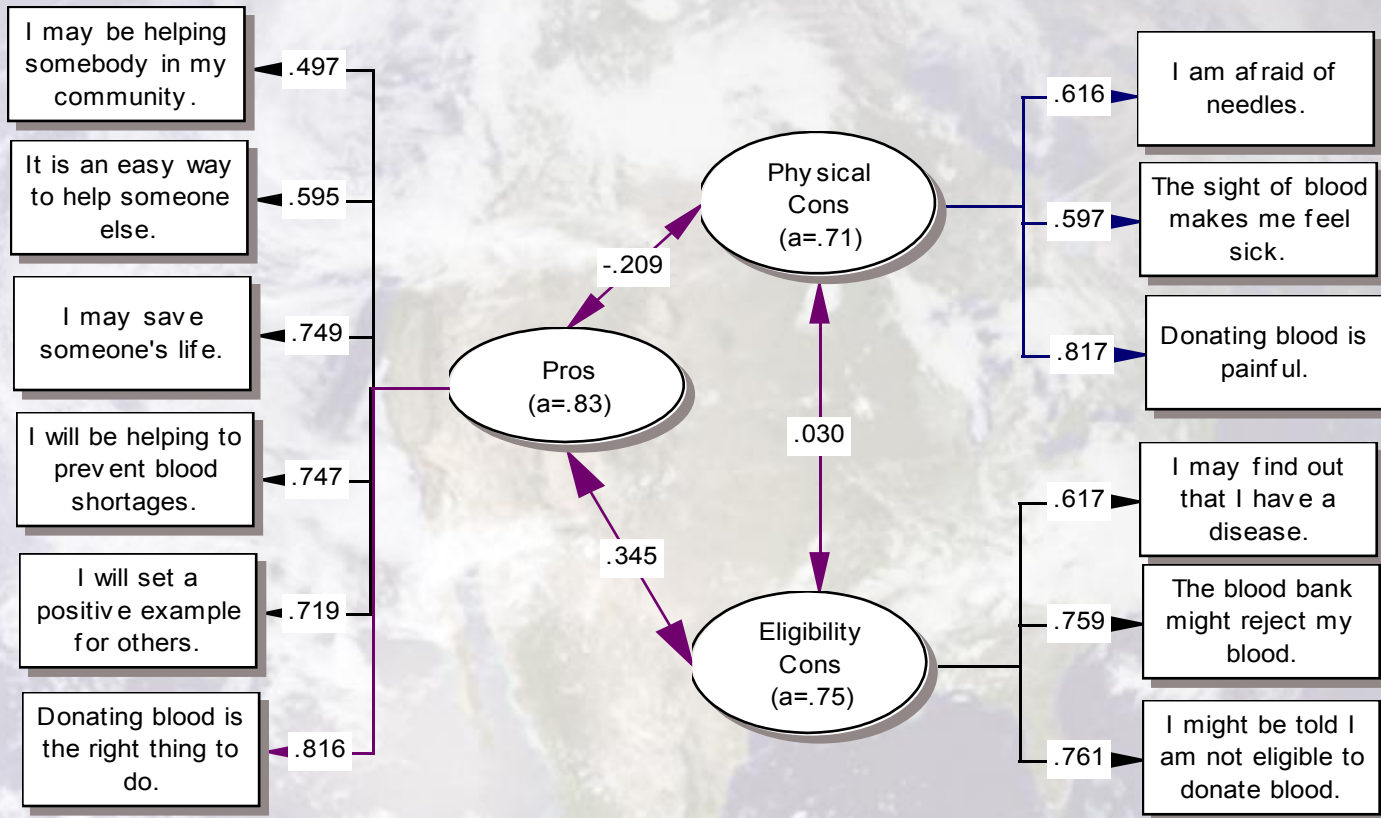 I may be helping
somebody in my
community.
.497
It is an easy way
to help someone
else.
.595
I may save
someone's life.
.749
I will be helping to
prevent blood
shortages.
.747
I will set a
positive example
for others.
.719
Donating blood is
the right thing to
do.
.816
Pros
(a=.83)
-.209
.345
Physical
Cons
(a=.71)
.030
Eligibility
Cons
(a=.75)
.616
I am afraid of
needles.
.597
The sight of blood
makes me feel
sick.
.817
Donating blood is
painful.
.617
I may find out
that I have a
disease.
.759
The blood bank
might reject my
blood.
.761
I might be told I
am not eligible to
donate blood.